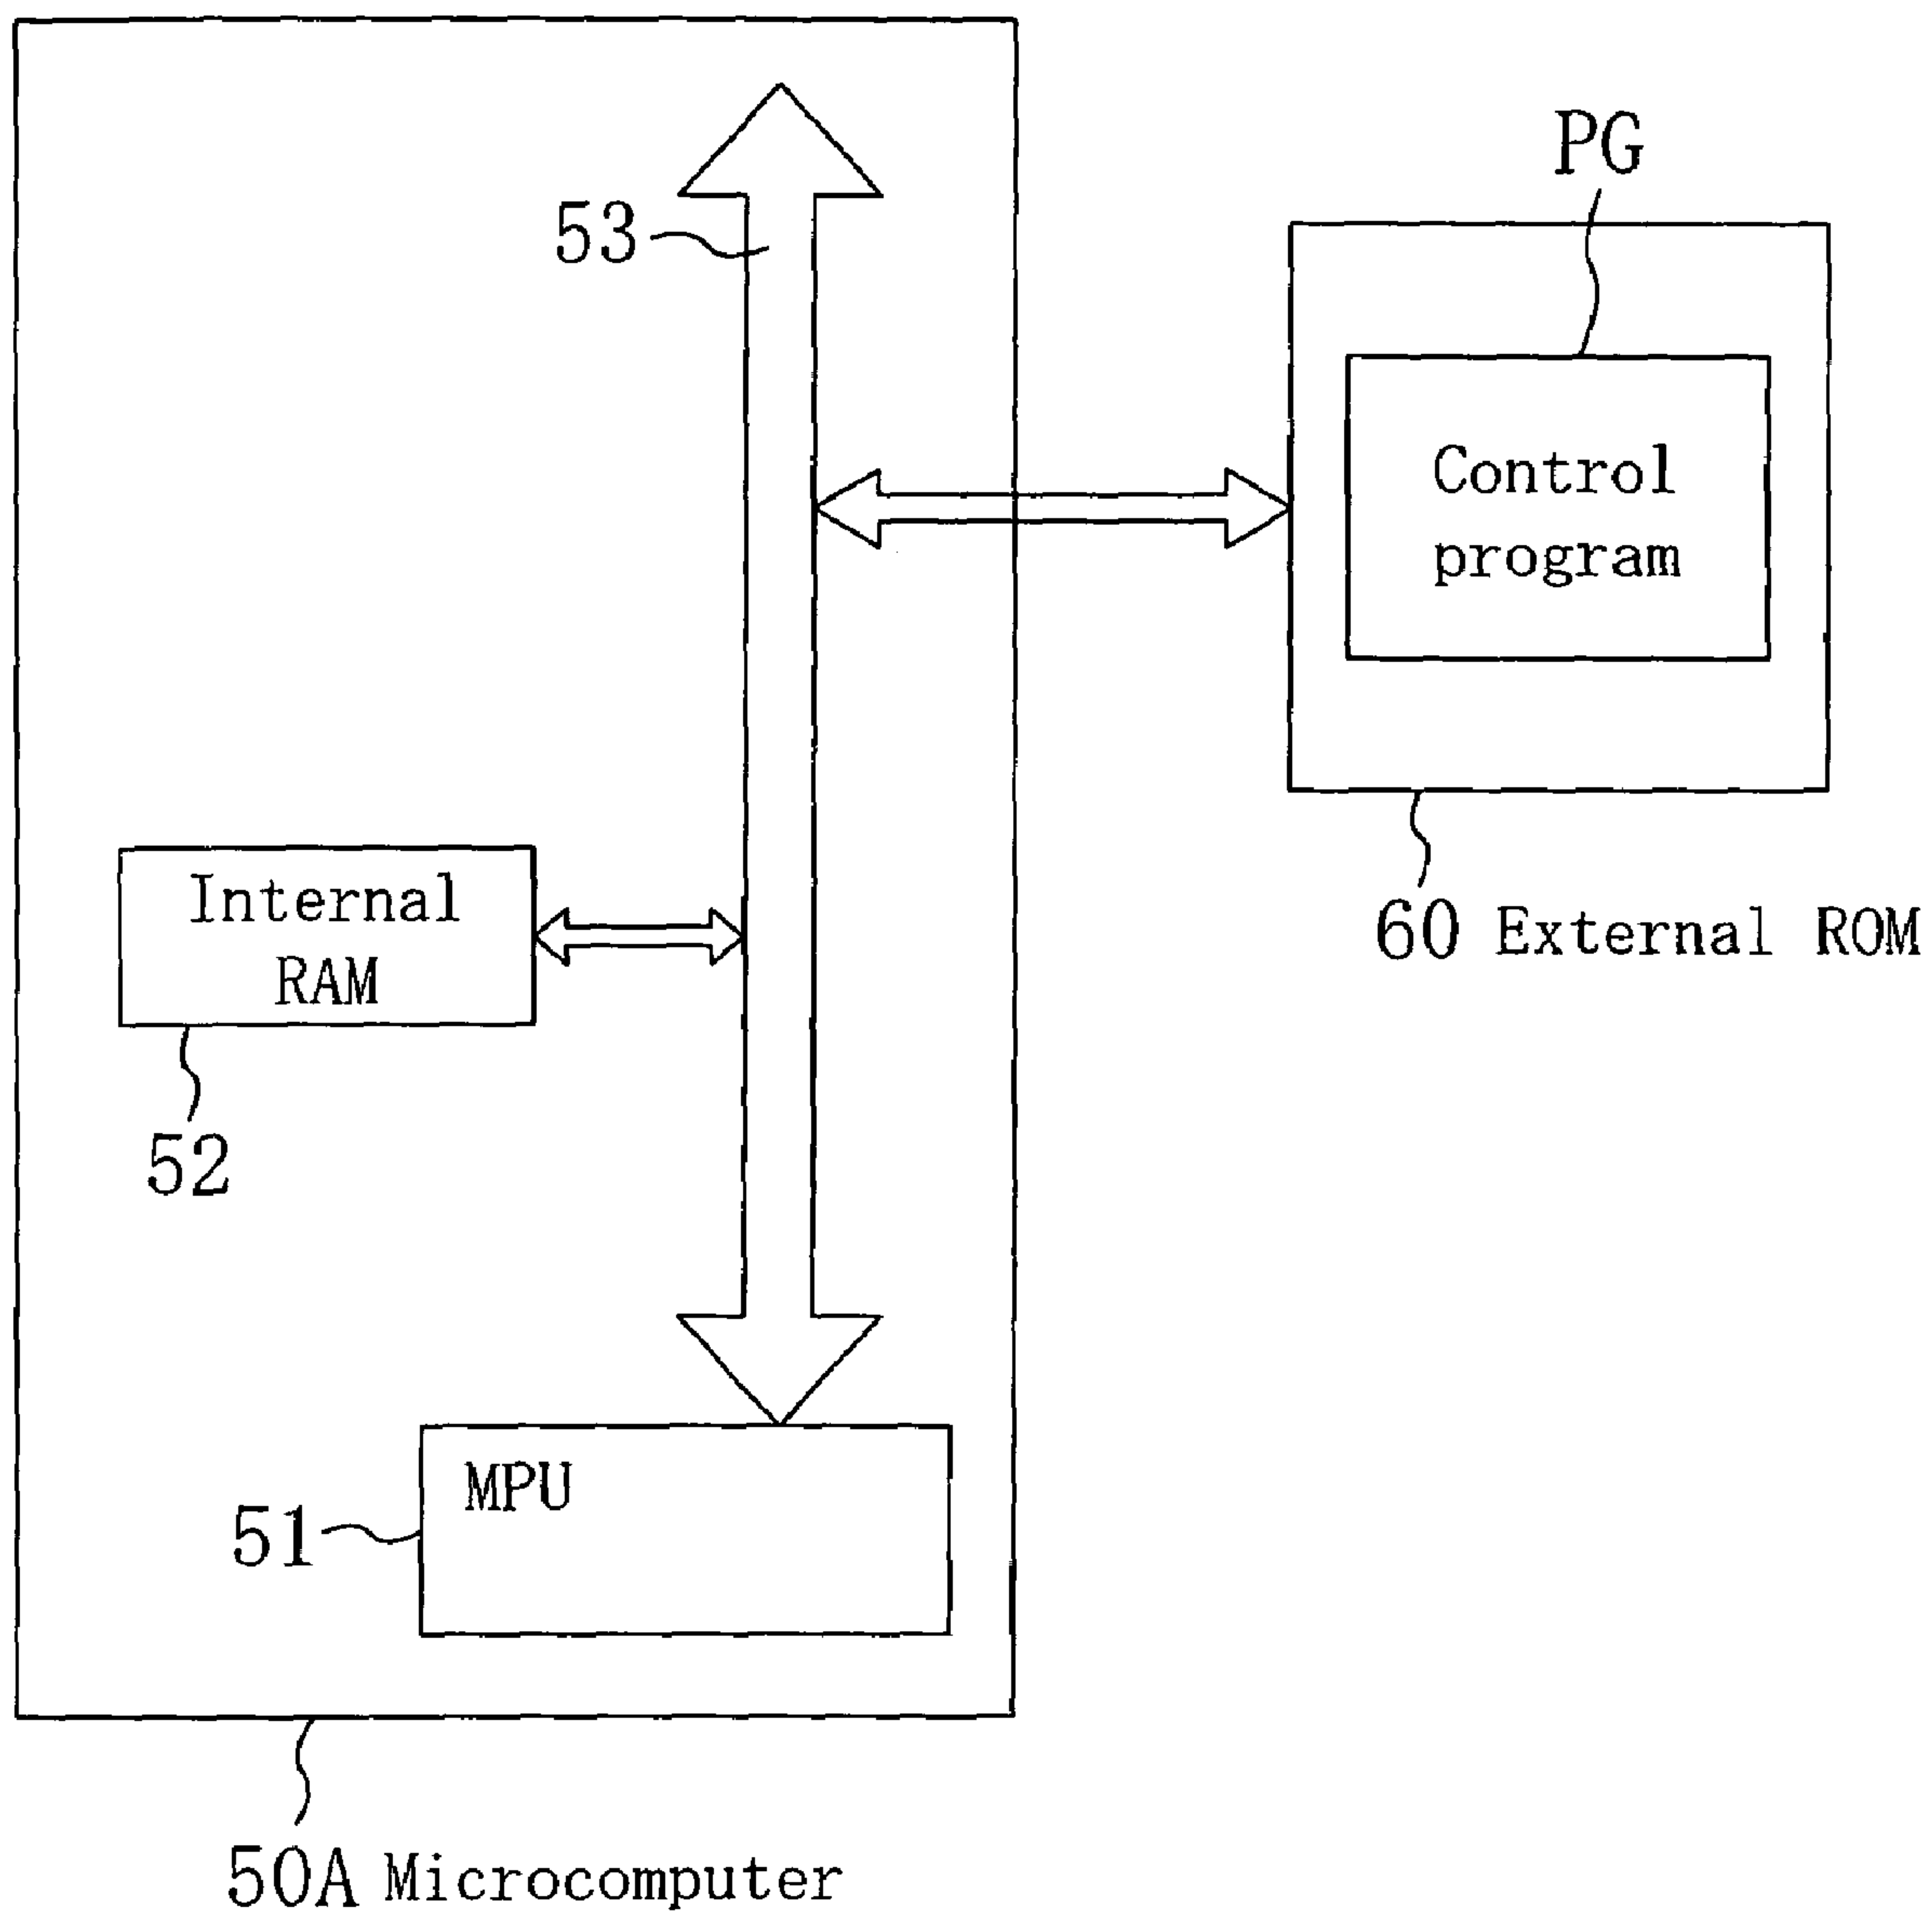 PG
53
Control
program
Internal
RAM
60 External ROM
52
MPU
51
50A Microcomputer